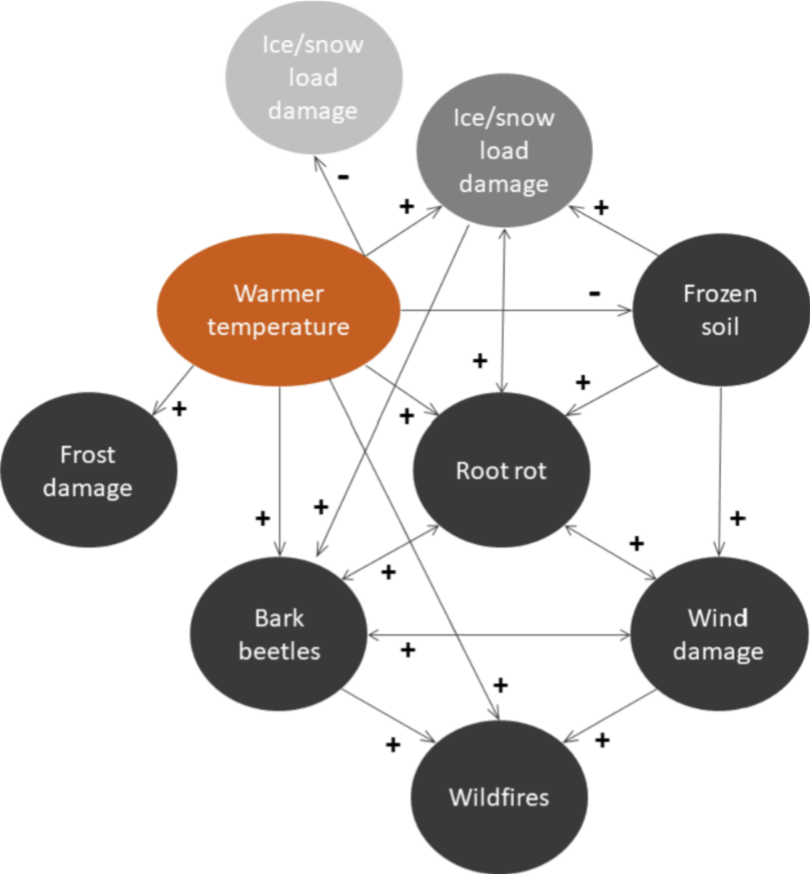 Ice/snow
load
damage
Ice/snow
load
damage
-
+
+
Warmer
temperature
-
Frozen
soil
+
+
+
+
Frost
damage
Root rot
+
+
+
+
+
Bark
beetles
Wind
damage
+
+
+
+
Wildfires